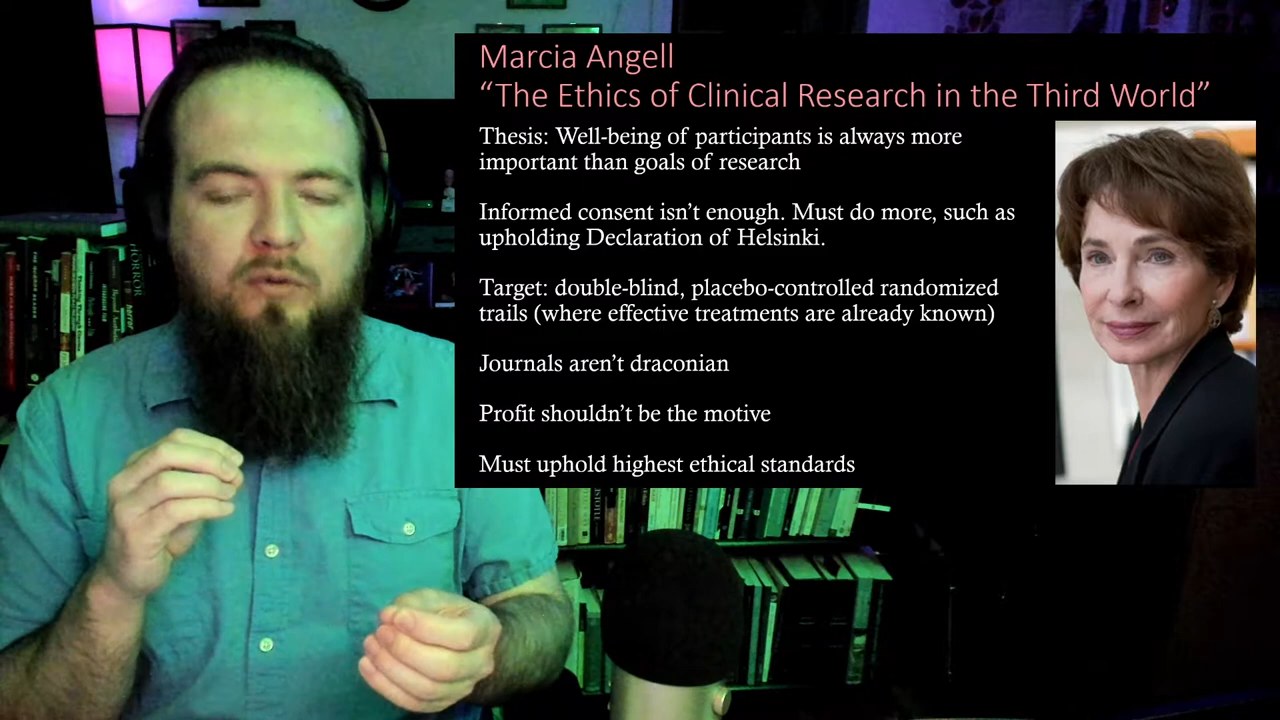 Marcia Angell
“The Ethics of Clinical Research in the Third World”
Thesis: Well-being of participants is always more
important than goals of research
Informed consent isn’t enough. Must do more, such as
upholding Declaration of Helsinki.
Target: double-blind, placebo-controlled randomized
trails (where effective treatments are already known)
Journals aren’t draconian
Profit shouldn’t be the motive
Must uphold highest ethical standards
HORROR